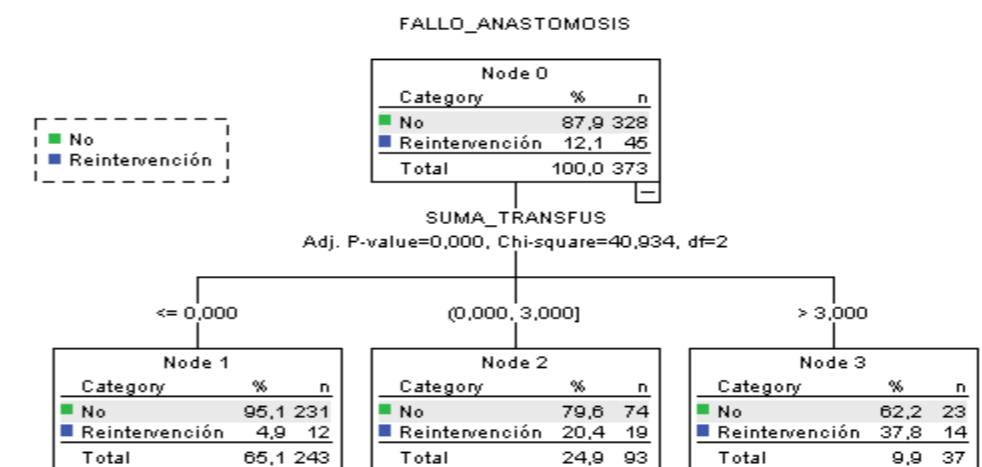 FALLO_ANASTOMOSIS
Node 0
Category % n
No 87,9 328
Reintervención 12,1 45
Total 100,0 373
No
Reintervención
SUMA_TRANSFUS
Adj. P-value=0,000, Chi-square=40,934, df=2
<= 0,000
(0,000, 3,000]
> 3,000
Node 1
Category % n
No 95,1 231
Reintervención 4,9 12
Total 65,1 243
Node 2
Category % n
No 79,6 74
Reintervención 20,4 19
Total 24,9 93
Node 3
Category % n
No 62,2 23
Reintervención 37,8 14
Total 9,9 37